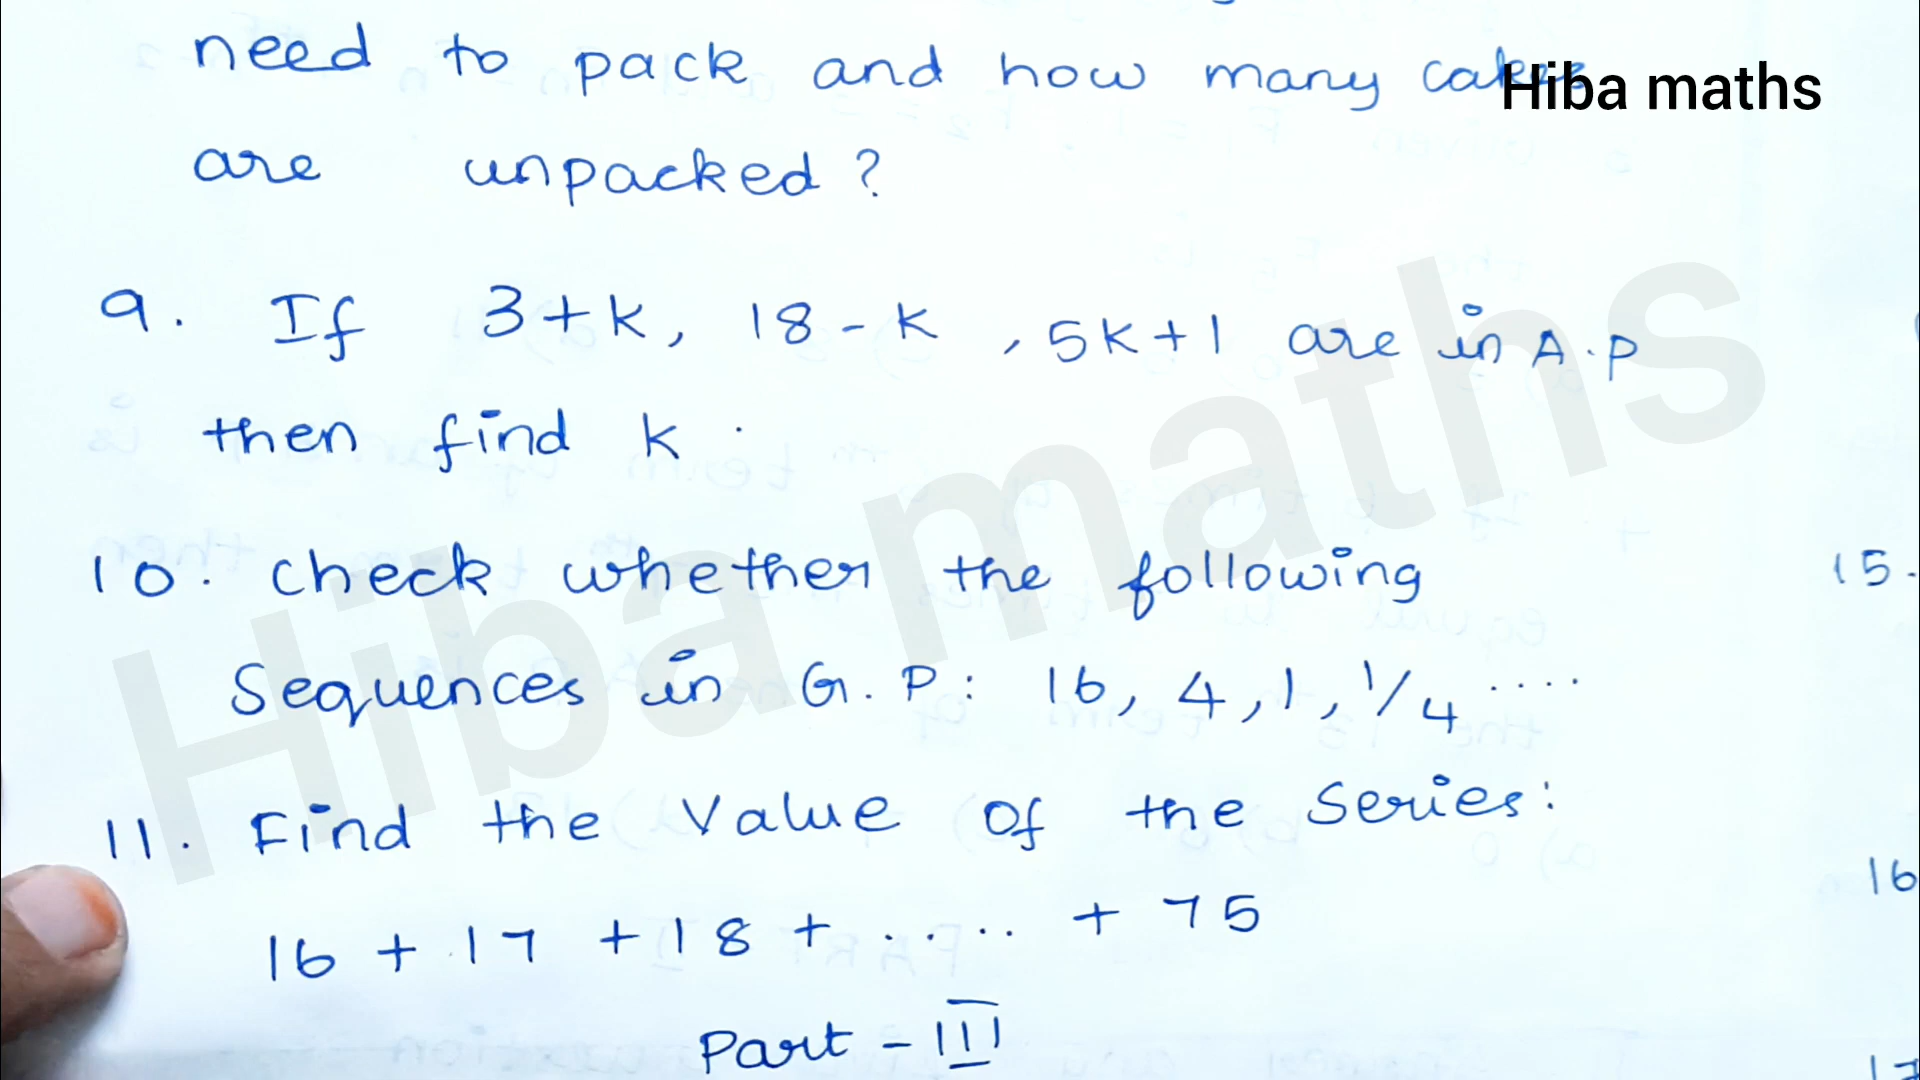 need to pack and how many cakes
Hiba maths
are unpacked?
9. If 3+k, 18-k, 5k+1 are in A.P
then find k.
10. check whether the following
Sequences in G.P: 16, 4, 1, 1/4 ....
11. Find the Value Of the Series:
16 + 17 + 18 + ..... + 75
Part - III
15.
16
17
Hiba maths